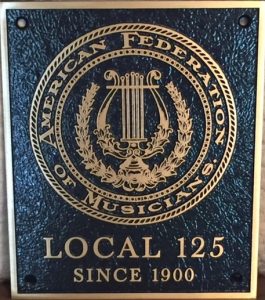 AMERICAN FEDERATION
OF MUSICIANS.
LOCAL 125
SINCE 1900